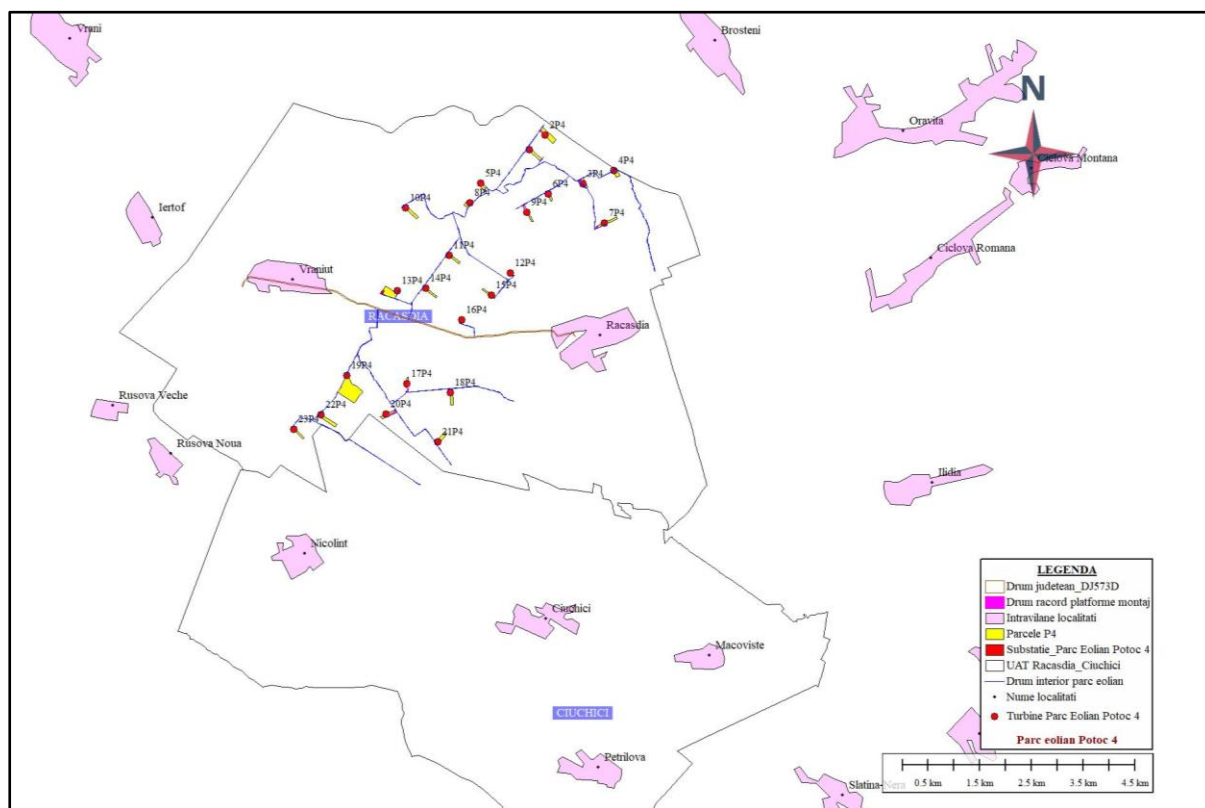 Vrani
Brosteni
N
Oravita
Ciclova Montana
2P4
4P4
5P4
3P4
6P4
8P4
10P4
9P4
7P4
Iertof
Ciclova Romana
11P4
12P4
Vraniut
13P4
14P4
15P4
16P4
RACASDIA
Racasdia
19P4
17P4
18P4
Rusova Veche
22P4
20P4
23P4
21P4
Rusova Noua
Ilidia
Nicolint
Ciuchici
Macoviste
CIUCHICI
Petrilova
Slatina-Nera
LEGENDA
Drum judetean_DJ573D
Drum racord platforme montaj
Intravilane localitati
Parcele P4
Substatie_Parc Eolian Potoc 4
UAT Racasdia_Ciuchici
Drum interior parc eolian
Nume localitati
Turbine Parc Eolian Potoc 4
Parc eolian Potoc 4
0.5 km 1.5 km 2.5 km 3.5 km 4.5 km